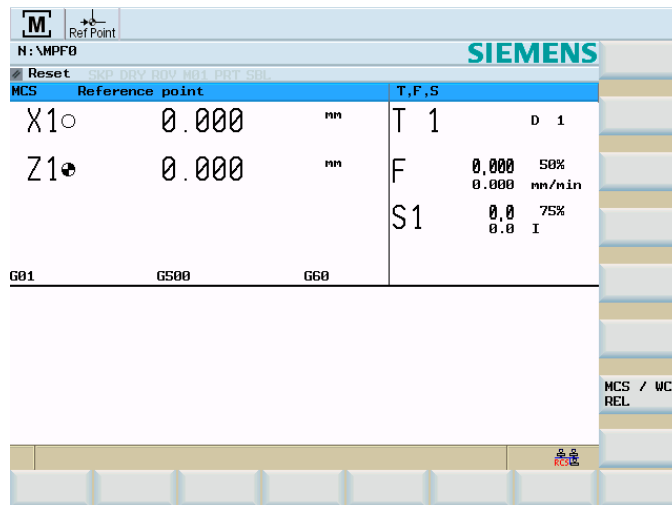 M Ref Point
N:\MPF0 SIEMENS
Reset SKP DRY ROV M01 PRT SBL
MCS Reference point T,F,S
X1 0.000 mm T 1 D 1
Z1 0.000 mm F 0.000 50%
0.000 mm/min
S1 0.0 75%
0.0 I
G01 G500 G60
MCS / WC
REL
RCS